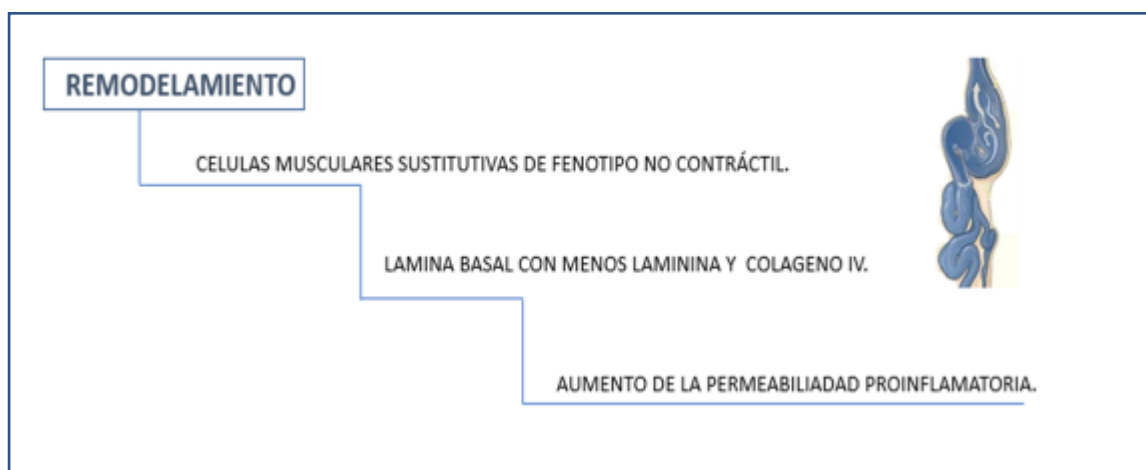 REMODELAMIENTO
CELULAS MUSCULARES SUSTITUTIVAS DE FENOTIPO NO CONTRÁCTIL.
LAMINA BASAL CON MENOS LAMININA Y COLAGENO IV.
AUMENTO DE LA PERMEABILIADAD PROINFLAMATORIA.